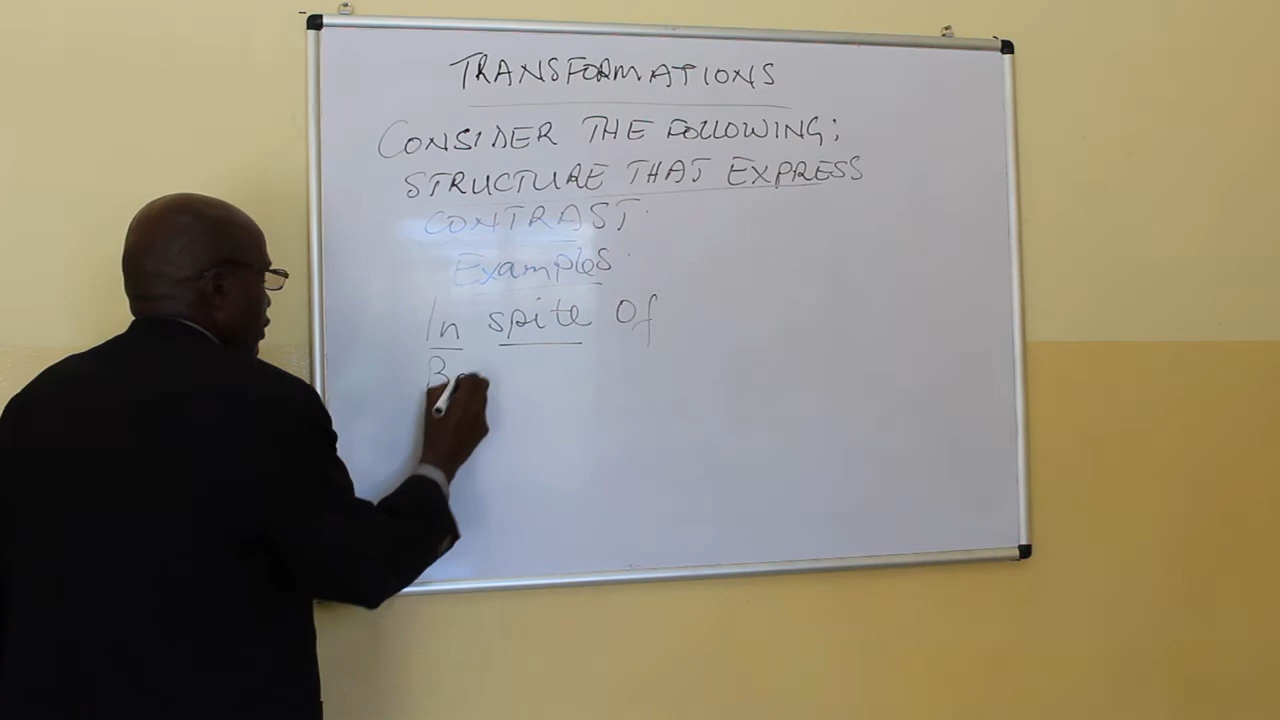 TRANSFORMATIONS
CONSIDER THE FOLLOWING;
STRUCTURE THAT EXPRESS
CONTRAST.
Examples.
In spite Of